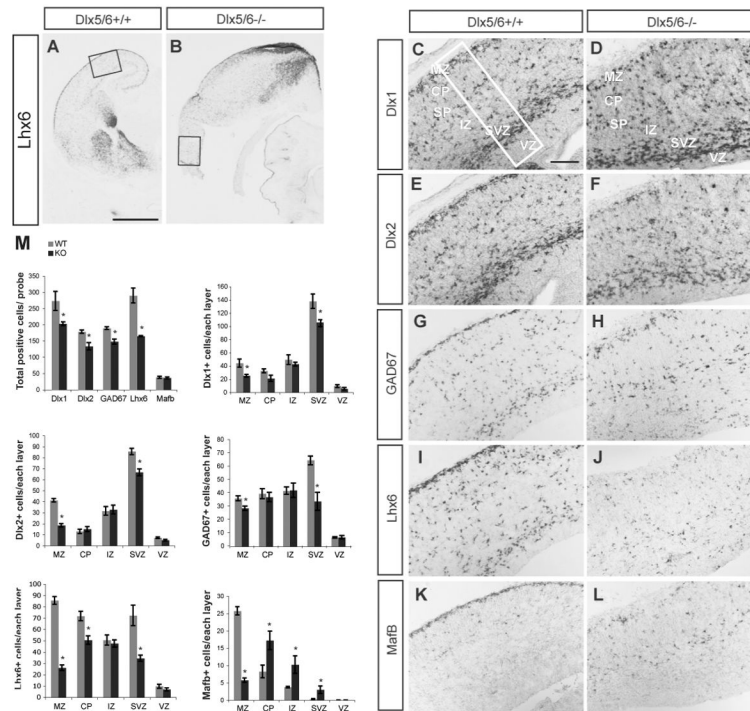 Dlx5/6+/+
Dlx5/6-/-
Lhx6
A
B
Dlx5/6+/+
Dlx5/6-/-
Dlx1
C
MZ
CP
SP
IZ
SVZ
VZ
D
MZ
CP
SP
IZ
SVZ
VZ
Dlx2
E
F
GAD67
G
H
Lhx6
I
J
MafB
K
L
M
WT
KO
Total positive cells/ probe
350
300
250
200
150
100
50
0
* * * *
Dlx1 Dlx2 GAD67 Lhx6 Mafb
Dlx1+ cells/each layer
160
140
120
100
80
60
40
20
0
* *
MZ CP IZ SVZ VZ
Dlx2+ cells/each layer
100
90
80
70
60
50
40
30
20
10
0
* *
MZ CP IZ SVZ VZ
GAD67+ cells/each layer
80
70
60
50
40
30
20
10
0
* *
MZ CP IZ SVZ VZ
Lhx6+ cells/each layer
100
90
80
70
60
50
40
30
20
10
0
* * *
MZ CP IZ SVZ VZ
Mafb+ cells/each layer
30
25
20
15
10
5
0
* * * *
MZ CP IZ SVZ VZ